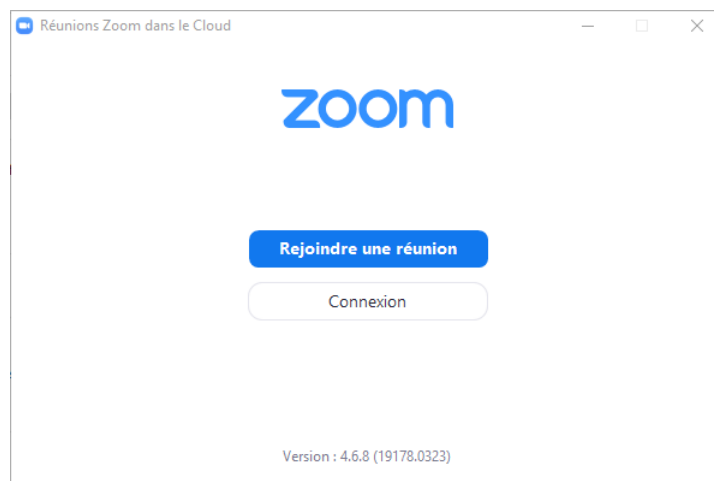 Réunions Zoom dans le Cloud
zoom
Rejoindre une réunion
Connexion
Version : 4.6.8 (19178.0323)